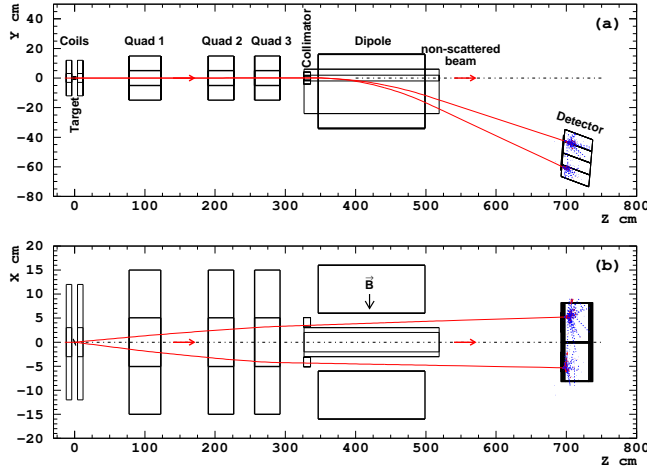 Y cm
20
0
-20
-40
-60
-80
(a)
Coils
Quad 1
Quad 2
Quad 3
Collimator
Dipole
non-scattered
beam
Target
Detector
0
100
200
300
400
500
600
700
800
Z cm
X cm
20
15
10
5
0
-5
-10
-15
-20
(b)
B
0
100
200
300
400
500
600
700
800
Z cm